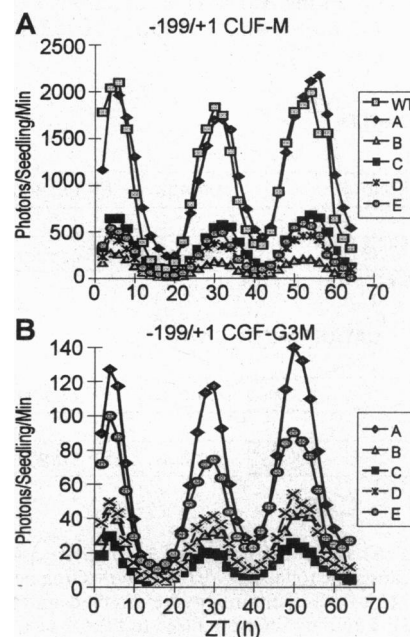 A
-199/+1 CUF-M
Photons/Seedling/Min
2500
2000
1500
1000
500
0
0 10 20 30 40 50 60 70
WT
A
B
C
D
E
B
-199/+1 CGF-G3M
Photons/Seedling/Min
140
120
100
80
60
40
20
0
0 10 20 30 40 50 60 70
ZT (h)
A
B
C
D
E